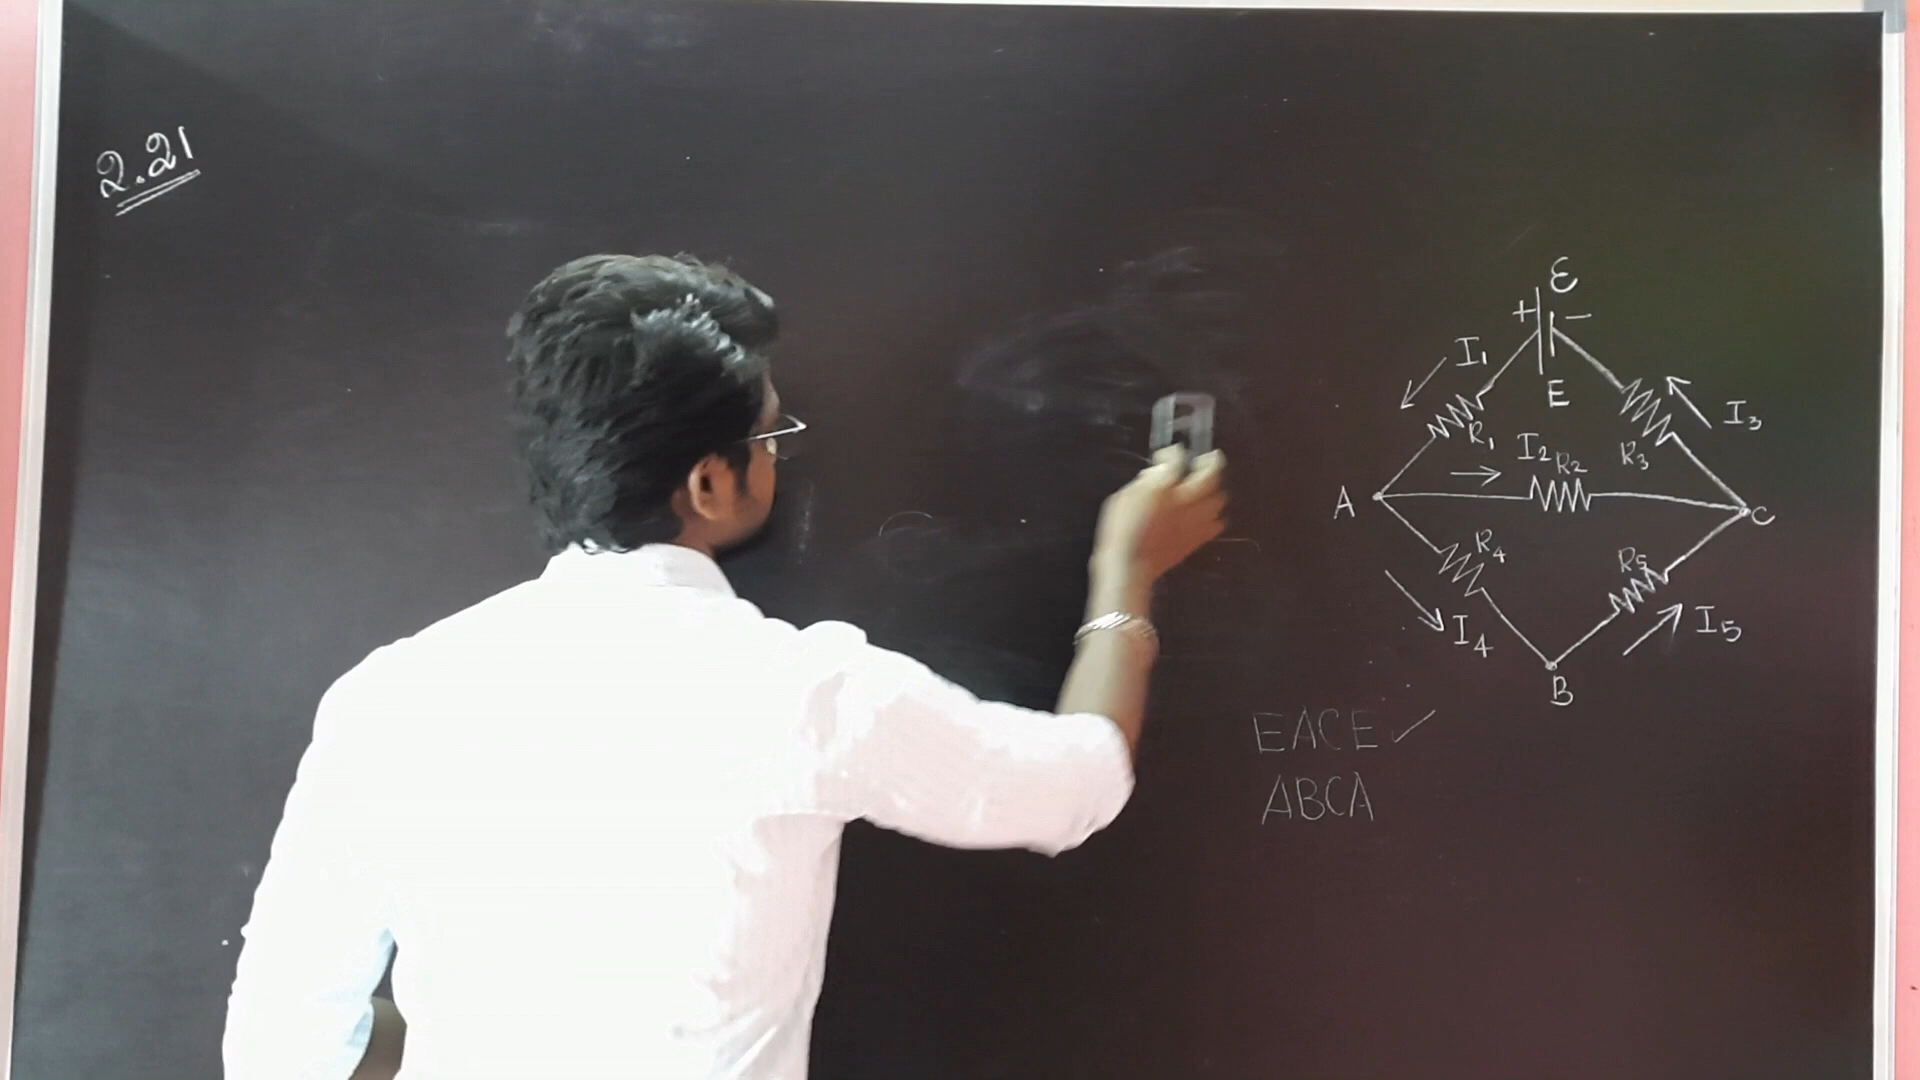 2.21
Ɛ
+ −
I₁
E
I₃
R₁
I₂ R₂
R₃
A
C
R₄
R₅
I₄
I₅
B
EACE ✓
ABCA